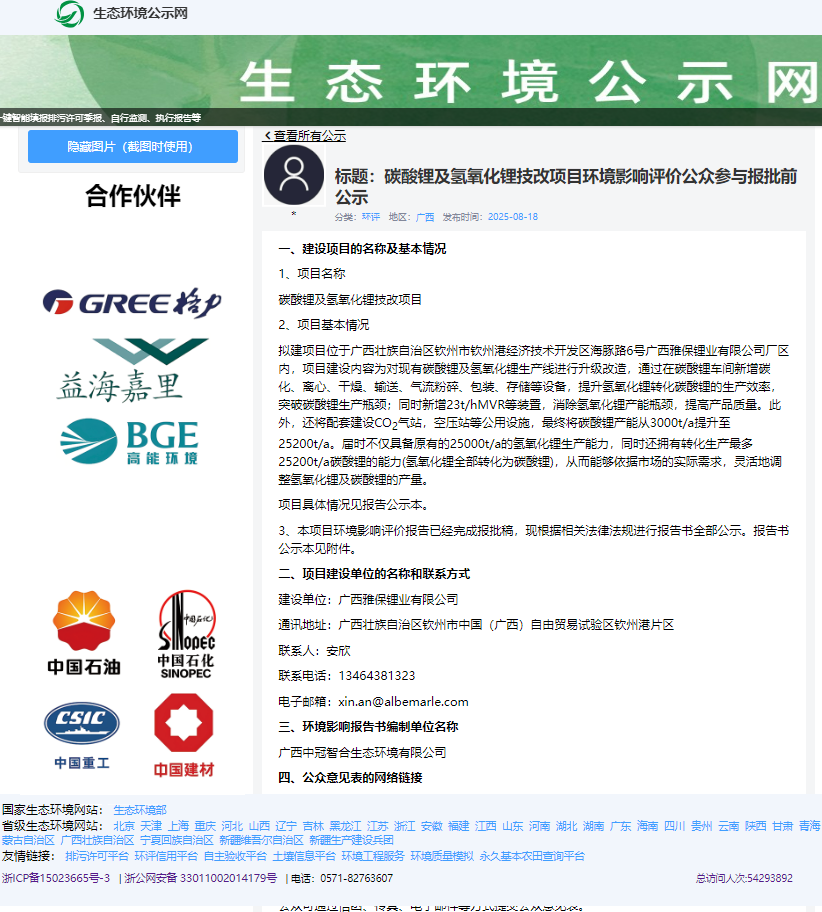 生态环境公示网
生态环境公示网
一键智能填报排污许可季报、自行监测、执行报告等
隐藏图片（截图时使用）
合作伙伴
GREE格力
益海嘉里
BGE
高能环境
中国石油
中国石化
SINOPEC
中国石化
SINOPEC
CSIC
中国重工
中国建材
查看所有公示
*
标题：碳酸锂及氢氧化锂技改项目环境影响评价公众参与报批前
公示
分类：环评 地区：广西 发布时间：2025-08-18
一、建设项目的名称及基本情况
1、项目名称
碳酸锂及氢氧化锂技改项目
2、项目基本情况
拟建项目位于广西壮族自治区钦州市钦州港经济技术开发区海豚路6号广西雅保锂业有限公司厂区
内，项目建设内容为对现有碳酸锂及氢氧化锂生产线进行升级改造，通过在碳酸锂车间新增碳
化、离心、干燥、输送、气流粉碎、包装、存储等设备，提升氢氧化锂转化碳酸锂的生产效率，
突破碳酸锂生产瓶颈；同时新增23t/hMVR等装置，消除氢氧化锂产能瓶颈，提高产品质量。此
外，还将配套建设CO₂气站，空压站等公用设施，最终将碳酸锂产能从3000t/a提升至
25200t/a。届时不仅具备原有的25000t/a的氢氧化锂生产能力，同时还拥有转化生产最多
25200t/a碳酸锂的能力(氢氧化锂全部转化为碳酸锂)，从而能够依据市场的实际需求，灵活地调
整氢氧化锂及碳酸锂的产量。
项目具体情况见报告公示本。
3、本项目环境影响评价报告已经完成报批稿，现根据相关法律法规进行报告书全部公示。报告书
公示本见附件。
二、项目建设单位的名称和联系方式
建设单位：广西雅保锂业有限公司
通讯地址：广西壮族自治区钦州市中国（广西）自由贸易试验区钦州港片区
联系人：安欣
联系电话：13464381323
电子邮箱：xin.an@albemarle.com
三、环境影响报告书编制单位名称
广西中冠智合生态环境有限公司
四、公众意见表的网络链接
国家生态环境网站： 生态环境部
省级生态环境网站： 北京 天津 上海 重庆 河北 山西 辽宁 吉林 黑龙江 江苏 浙江 安徽 福建 江西 山东 河南 湖北 湖南 广东 海南 四川 贵州 云南 陕西 甘肃 青海
蒙古自治区 广西壮族自治区 宁夏回族自治区 新疆维吾尔自治区 新疆生产建设兵团
友情链接： 排污许可平台 环评信用平台 自主验收平台 土壤信息平台 环境工程服务 环境质量模拟 永久基本农田查询平台
浙ICP备15023665号-3 | 浙公网安备 33011002014179号 | 电话：0571-82763607 总访问人次:54293892
公众可通过信函、传真、电子邮件等方式提交公众意见表。